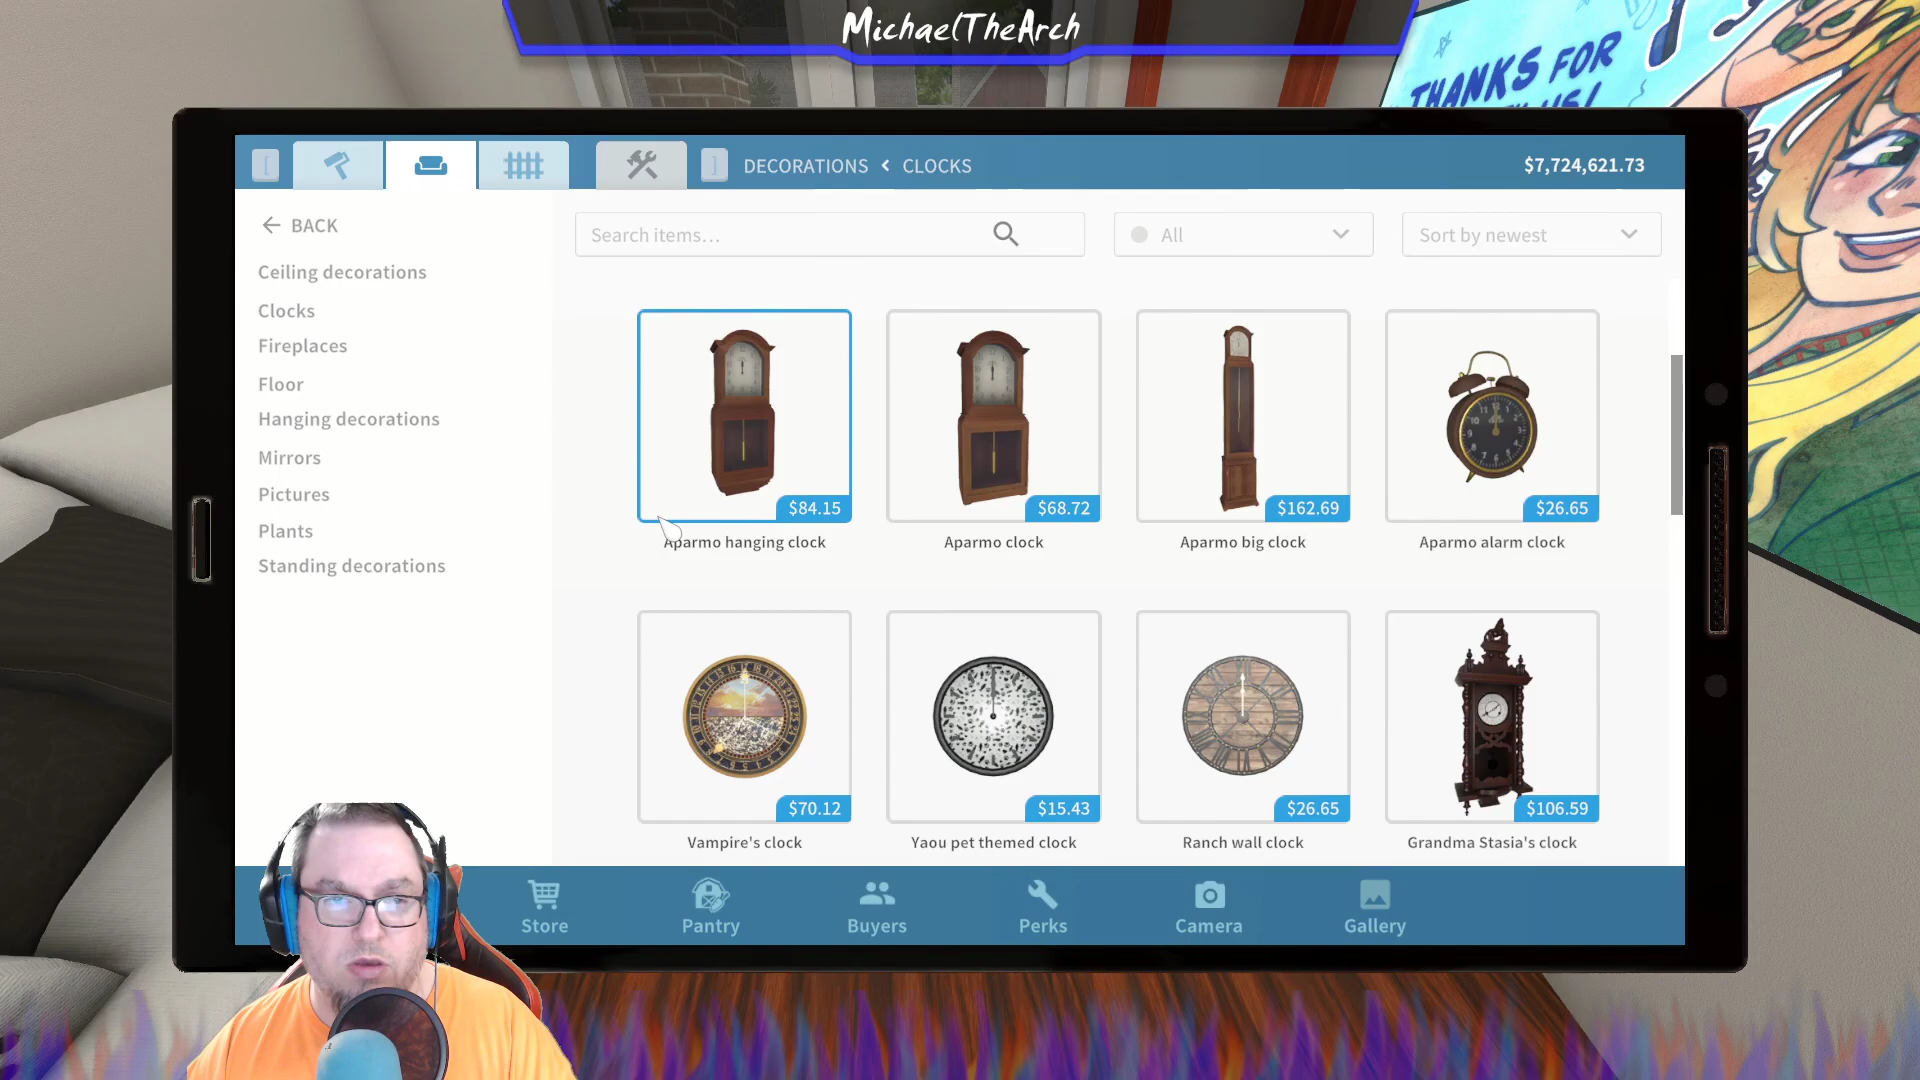 MichaelTheArch
THANKS FOR
US!
[ ] DECORATIONS < CLOCKS $7,724,621.73
← BACK
Search items...
All
Sort by newest
Ceiling decorations
Clocks
Fireplaces
Floor
Hanging decorations
Mirrors
Pictures
Plants
Standing decorations
$84.15 $68.72 $162.69 $26.65
Aparmo hanging clock Aparmo clock Aparmo big clock Aparmo alarm clock
$70.12 $15.43 $26.65 $106.59
Vampire's clock Yaou pet themed clock Ranch wall clock Grandma Stasia's clock
Store Pantry Buyers Perks Camera Gallery